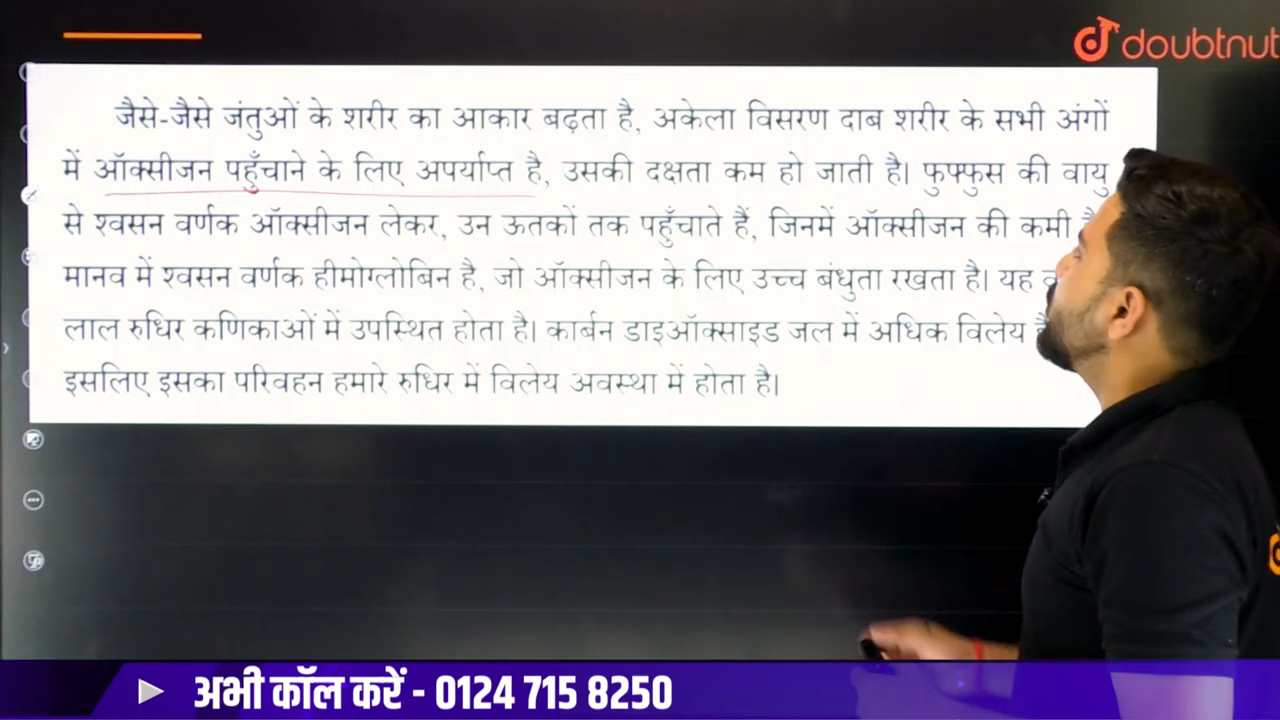 doubtnut
जैसे-जैसे जंतुओं के शरीर का आकार बढ़ता है, अकेला विसरण दाब शरीर के सभी अंगों
में ऑक्सीजन पहुँचाने के लिए अपर्याप्त है, उसकी दक्षता कम हो जाती है। फुफ्फुस की वायु
से श्वसन वर्णक ऑक्सीजन लेकर, उन ऊतकों तक पहुँचाते हैं, जिनमें ऑक्सीजन की कमी
मानव में श्वसन वर्णक हीमोग्लोबिन है, जो ऑक्सीजन के लिए उच्च बंधुता रखता है। यह
लाल रुधिर कणिकाओं में उपस्थित होता है। कार्बन डाइऑक्साइड जल में अधिक विलेय
इसलिए इसका परिवहन हमारे रुधिर में विलेय अवस्था में होता है।
अभी कॉल करें - 0124 715 8250